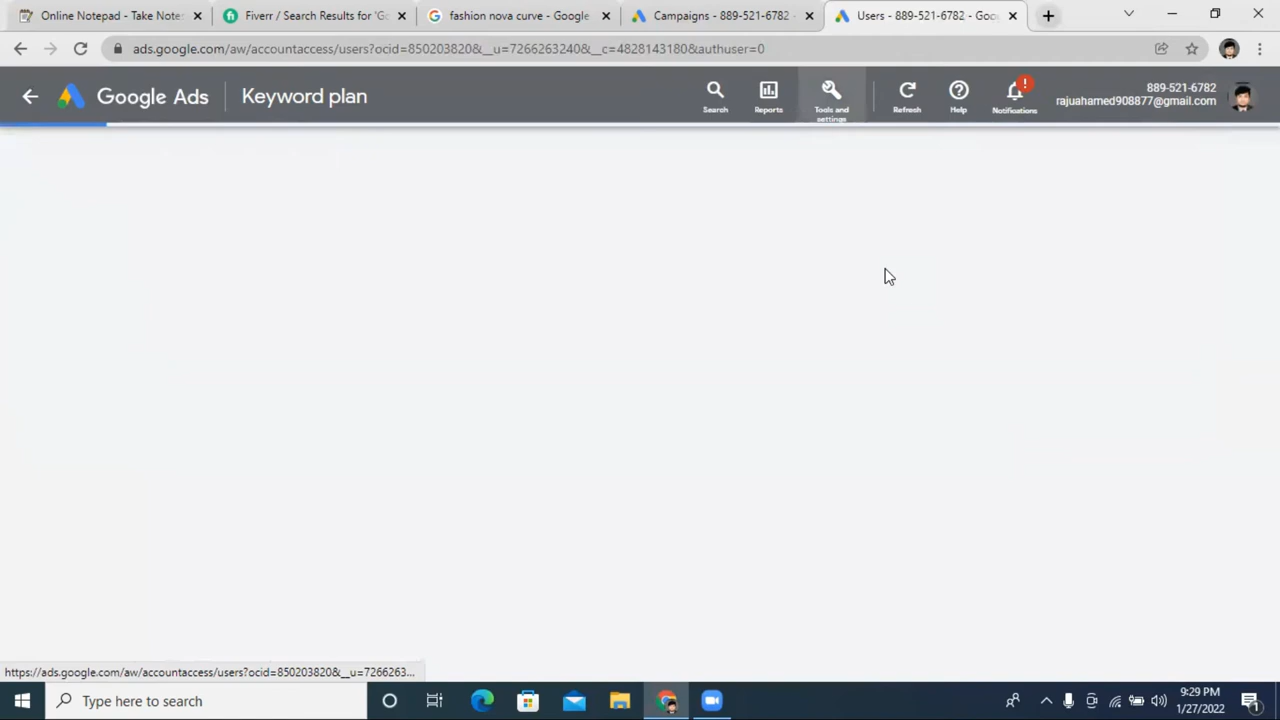 Online Notepad - Take Note:
Fiverr / Search Results for 'Go
fashion nova curve - Google
Campaigns - 889-521-6782 -
Users - 889-521-6782 - Goo
ads.google.com/aw/accountaccess/users?ocid=850203820&__u=7266263240&__c=4828143180&authuser=0
Google Ads
Keyword plan
Search
Reports
Tools and
settings
Refresh
Help
Notifications
889-521-6782
rajuahamed908877@gmail.com
https://ads.google.com/aw/accountaccess/users?ocid=850203820&__u=7266263...
Type here to search
9:29 PM
1/27/2022
1